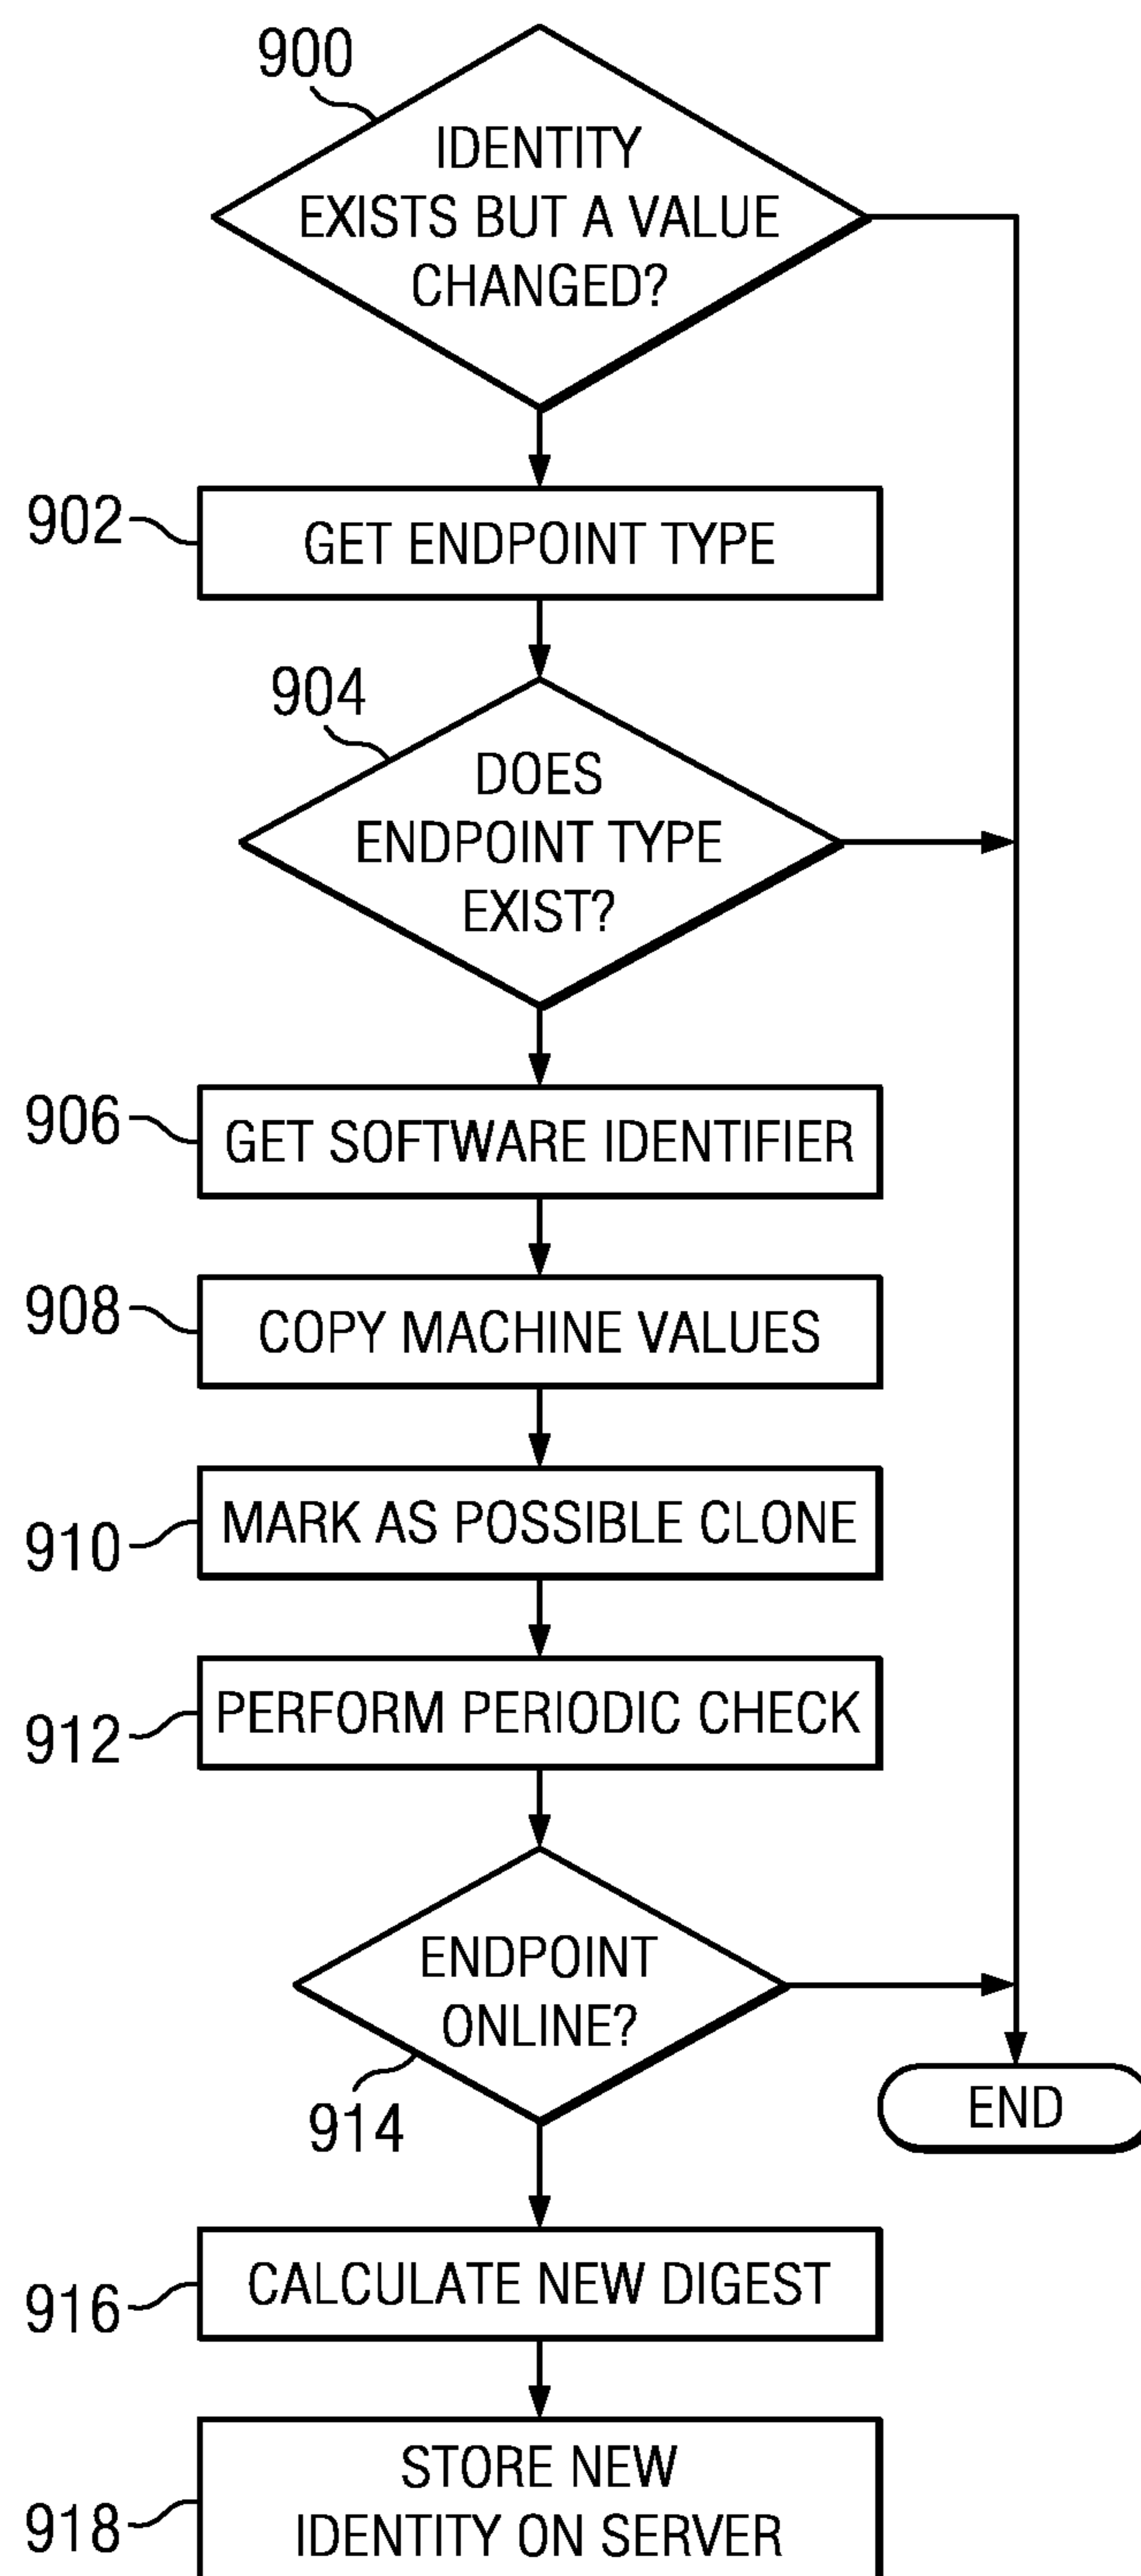 900
IDENTITY
EXISTS BUT A VALUE
CHANGED?
902
GET ENDPOINT TYPE
904
DOES
ENDPOINT TYPE
EXIST?
906
GET SOFTWARE IDENTIFIER
908
COPY MACHINE VALUES
910
MARK AS POSSIBLE CLONE
912
PERFORM PERIODIC CHECK
ENDPOINT
ONLINE?
914
END
916
CALCULATE NEW DIGEST
918
STORE NEW
IDENTITY ON SERVER